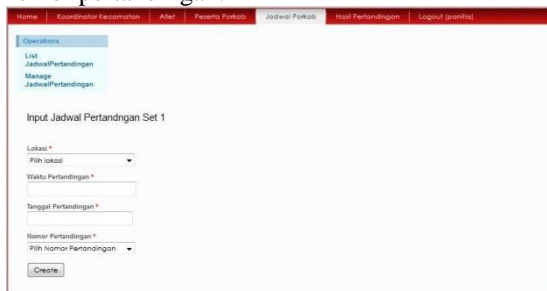 Home Koordinator Kecamatan Atlet Peserta Porkab Jadwal Porkab Hasil Pertandingan Logout (panitia)
Operations
List
JadwalPertandingan
Manage
JadwalPertandingan
Input Jadwal Pertandngan Set 1
Lokasi *
Pilih lokasi
Waktu Pertandingan *
Tanggal Pertandingan *
Nomor Pertandingan *
Pilih Nomor Pertandingan
Create